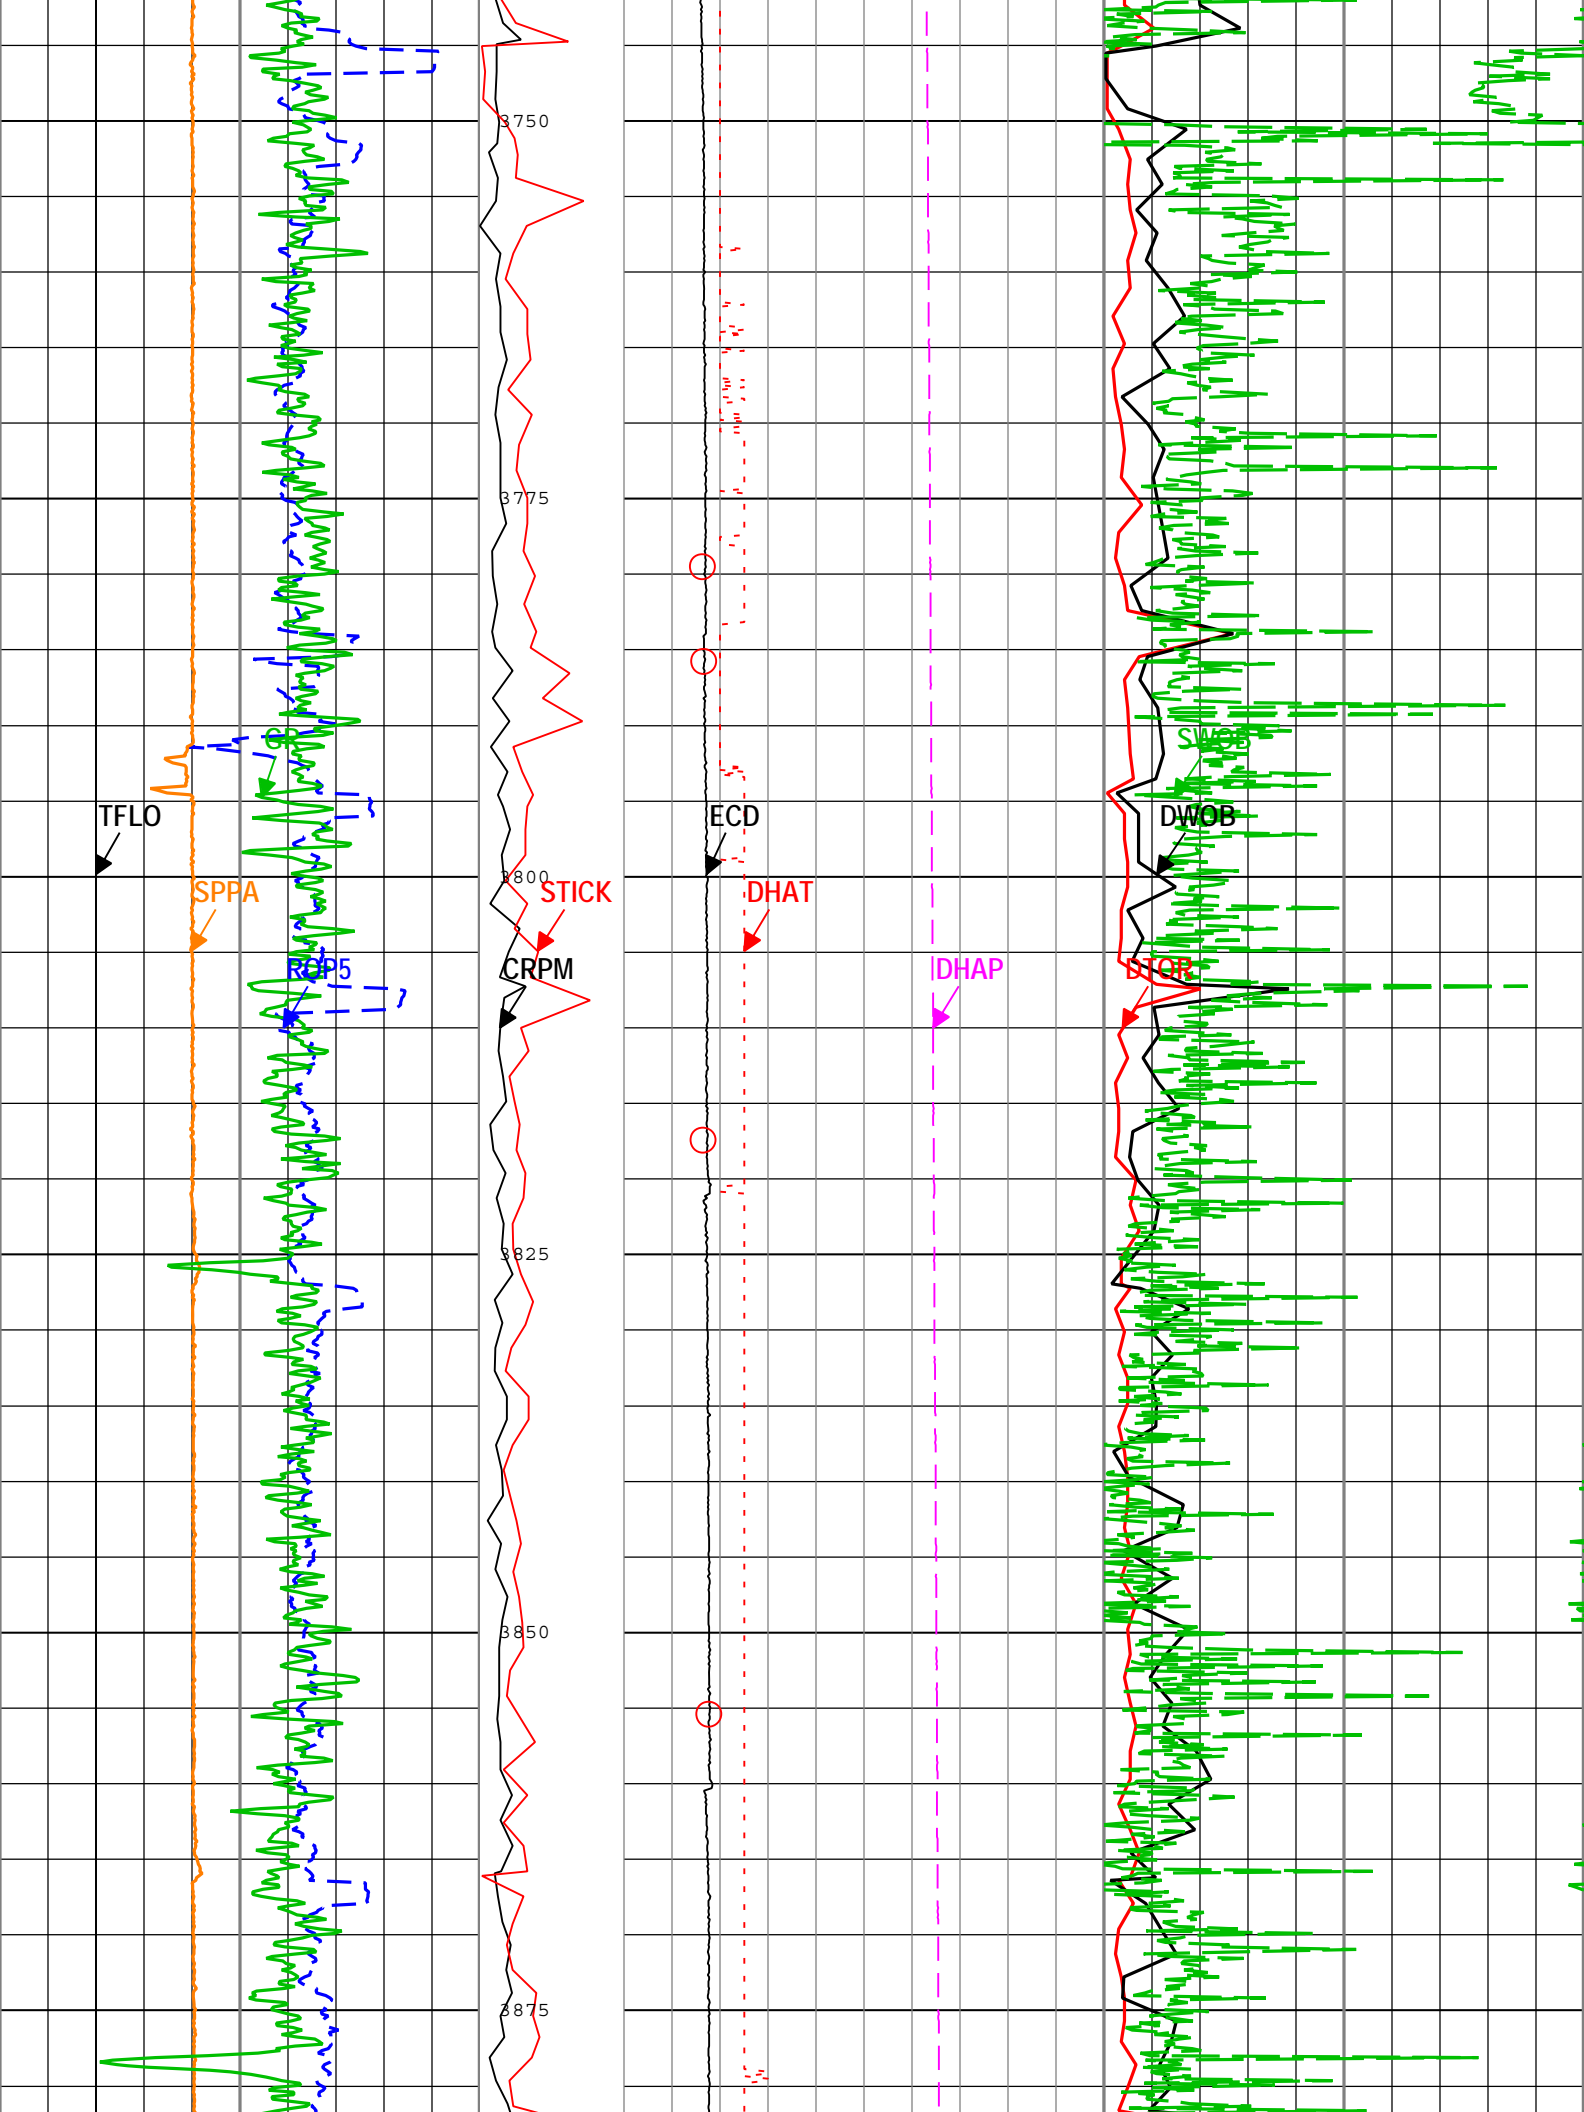 3750
3775
GR
SWOB
TFLO
ECD
DWOB
3800
SPPA
STICK
DHAT
ROP5
CRPM
DHAP
DTOR
3825
3850
3875